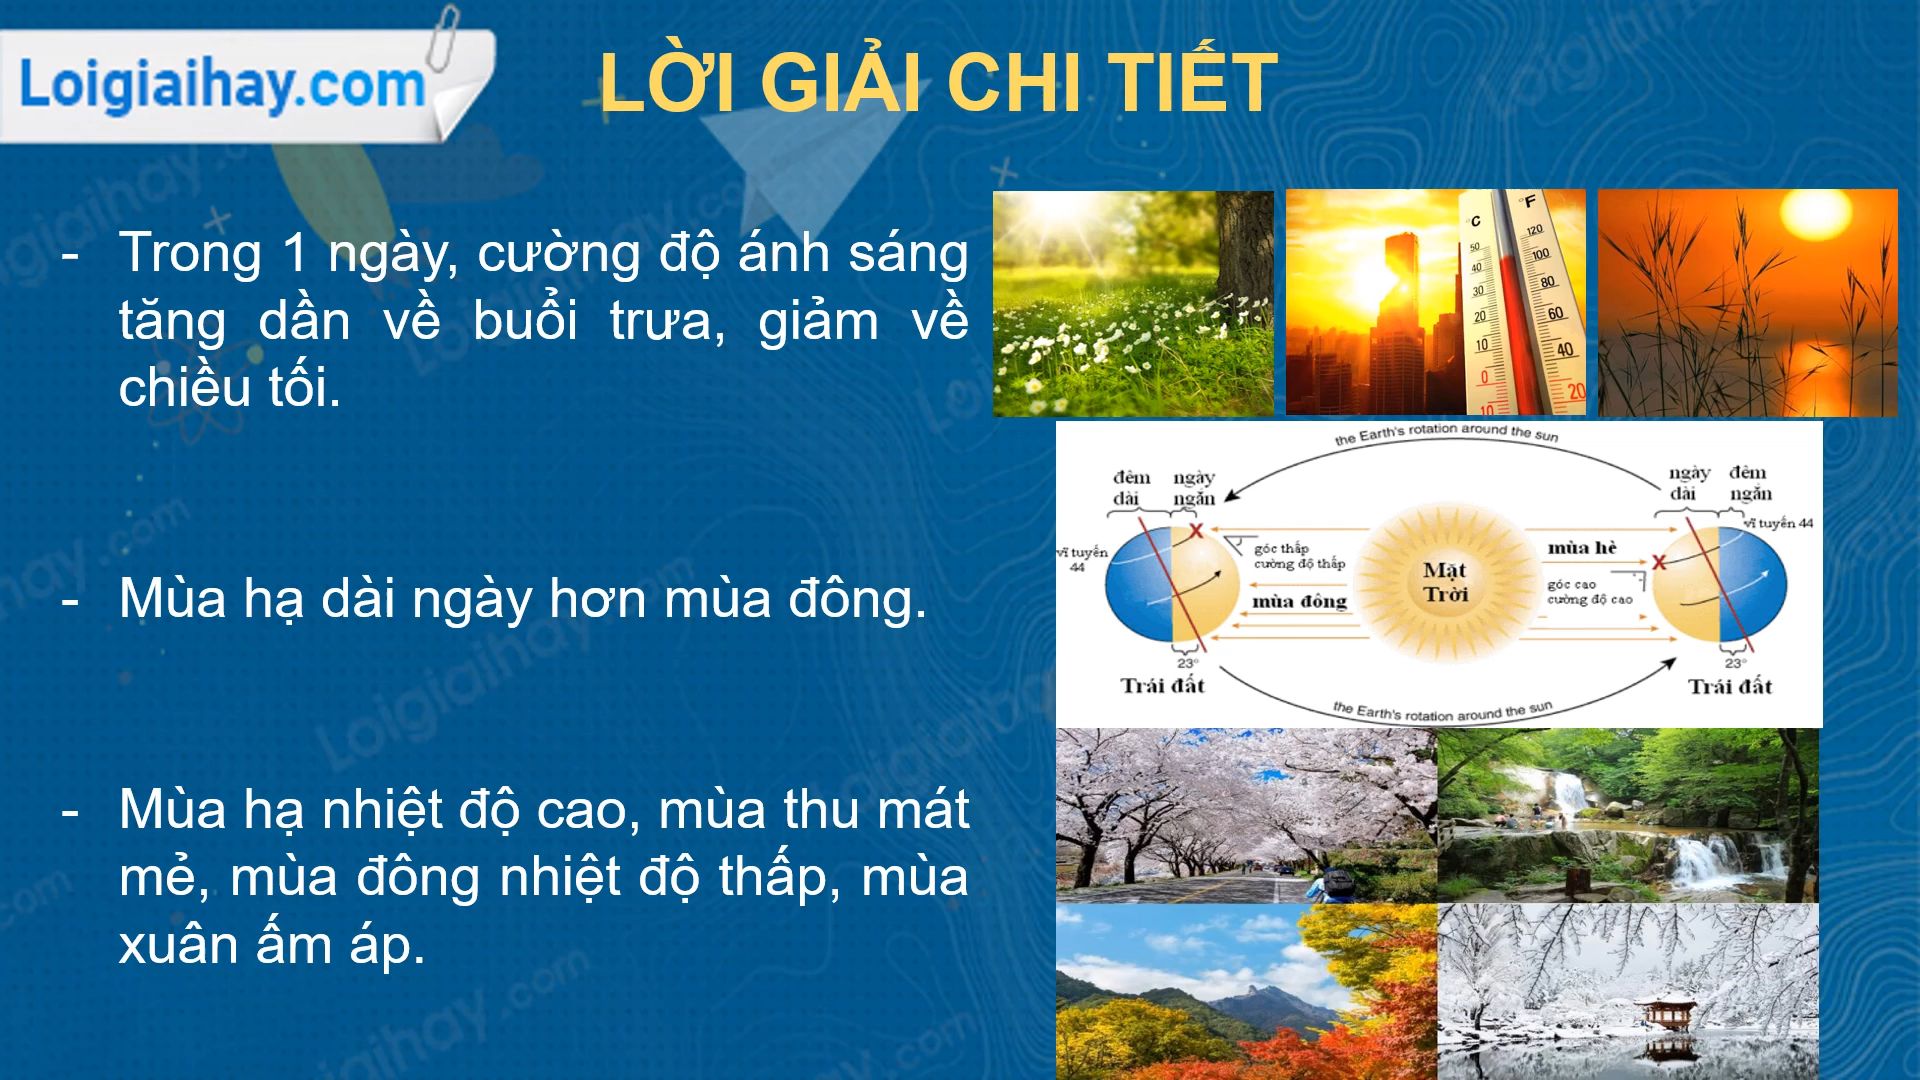 Loigiaihay.com
LỜI GIẢI CHI TIẾT
- Trong 1 ngày, cường độ ánh sáng
tăng dần về buổi trưa, giảm về
chiều tối.
- Mùa hạ dài ngày hơn mùa đông.
- Mùa hạ nhiệt độ cao, mùa thu mát
mẻ, mùa đông nhiệt độ thấp, mùa
xuân ấm áp.
°C °F
50 120
40 100
30 80
20 60
10 40
0 20
10
the Earth's rotation around the sun
đêm ngày
dài ngắn
ngày đêm
dài ngắn
vĩ tuyến 44
vĩ tuyến
44
X
X
góc thấp
cường độ thấp
mùa hè
góc cao
cường độ cao
Mặt
Trời
mùa đông
23°
23°
Trái đất
Trái đất
the Earth's rotation around the sun